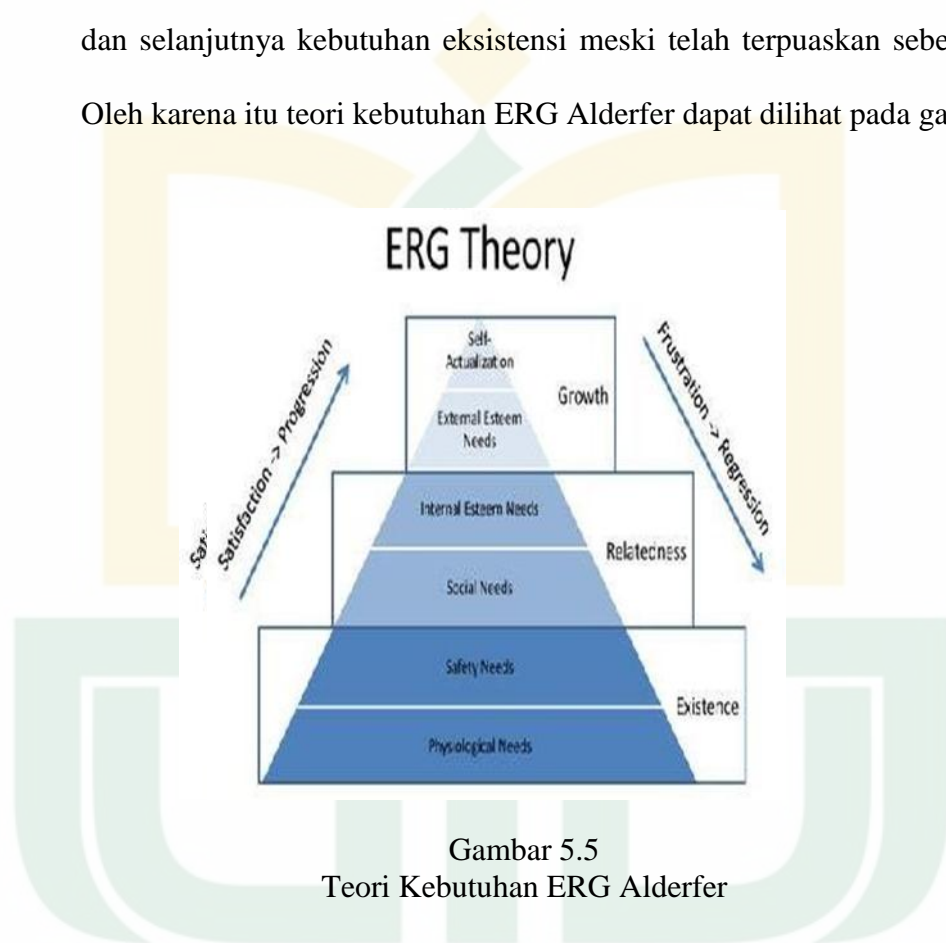 dan selanjutnya kebutuhan eksistensi meski telah terpuaskan sebe
Oleh karena itu teori kebutuhan ERG Alderfer dapat dilihat pada ga
ERG Theory
Satisfaction -> Progression
Frustration -> Regression
Self-
Actualization
Growth
External Esteem
Needs
Internal Esteem Needs
Relatedness
Social Needs
Safety Needs
Existence
Physiological Needs
Gambar 5.5
Teori Kebutuhan ERG Alderfer